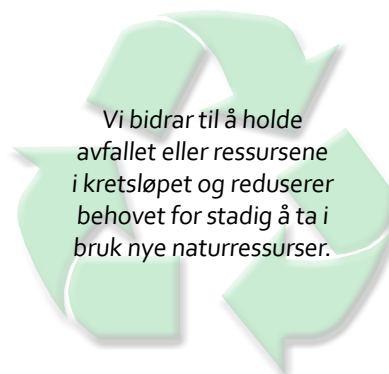 Vi bidrar til å holde
avfallet eller ressursene
i kretsløpet og reduserer
behovet for stadig å ta i
bruk nye naturressurser.